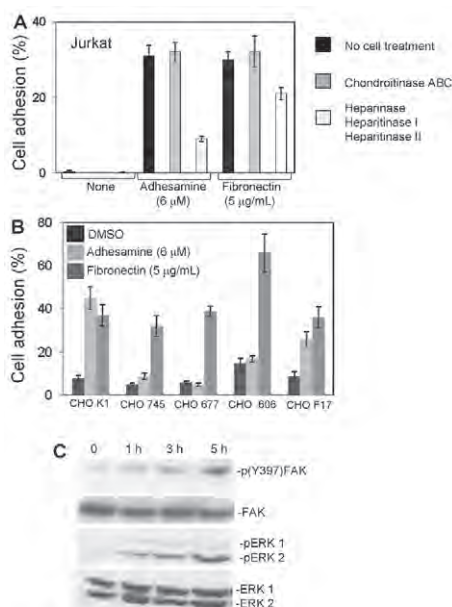 A
Jurkat
Cell adhesion (%)
40
20
0
None
Adhesamine
(6 μM)
Fibronectin
(5 μg/mL)
No cell treatment
Chondroitinase ABC
Heparinase
Heparitinase I
Heparitinase II
B
Cell adhesion (%)
80
60
40
20
0
DMSO
Adhesamine (6 μM)
Fibronectin (5 μg/mL)
CHO K1
CHO 745
CHO 677
CHO 606
CHO F17
C
0 1 h 3 h 5 h
-p(Y397)FAK
-FAK
-pERK 1
-pERK 2
-ERK 1
-ERK 2